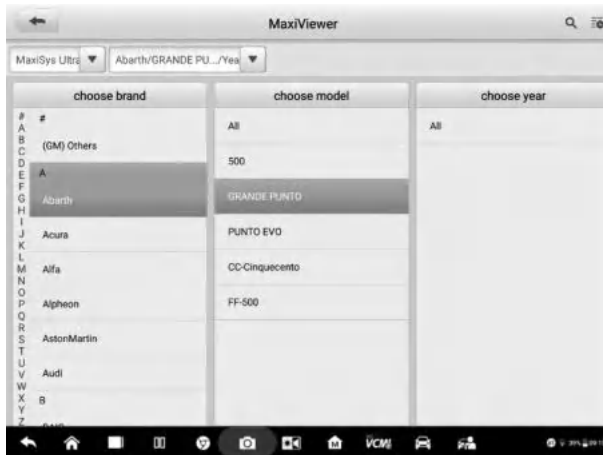 MaxiViewer
MaxiSys Ultra
Abarth/GRANDE PU.../Yea
choose brand
#
A
B
C
D
E
F
G
H
I
J
K
L
M
N
O
P
Q
R
S
T
U
V
W
X
Y
Z
#
(GM) Others
A
Abarth
Acura
Alfa
Alpheon
AstonMartin
Audi
B
choose model
All
500
GRANDE PUNTO
PUNTO EVO
CC-Cinquecento
FF-500
choose year
All
M
VCMI